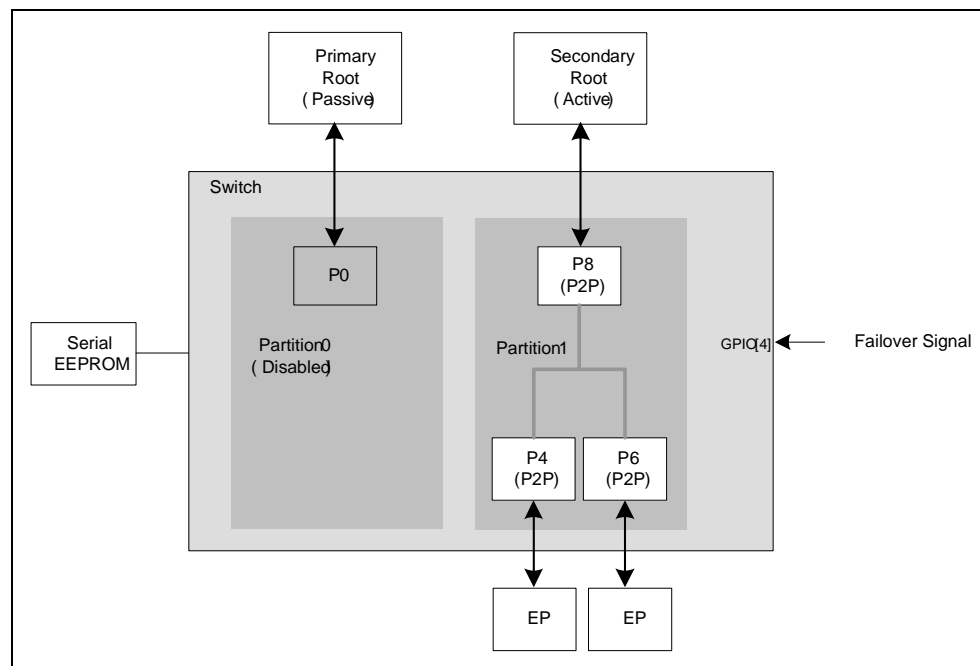 Primary
Root
( Passive)
Secondary
Root
( Active)
Switch
P0
P8
(P2P)
Serial
EEPROM
Partition0
( Disabled)
Partition1
GPIO[4]
Failover Signal
P4
(P2P)
P6
(P2P)
EP
EP